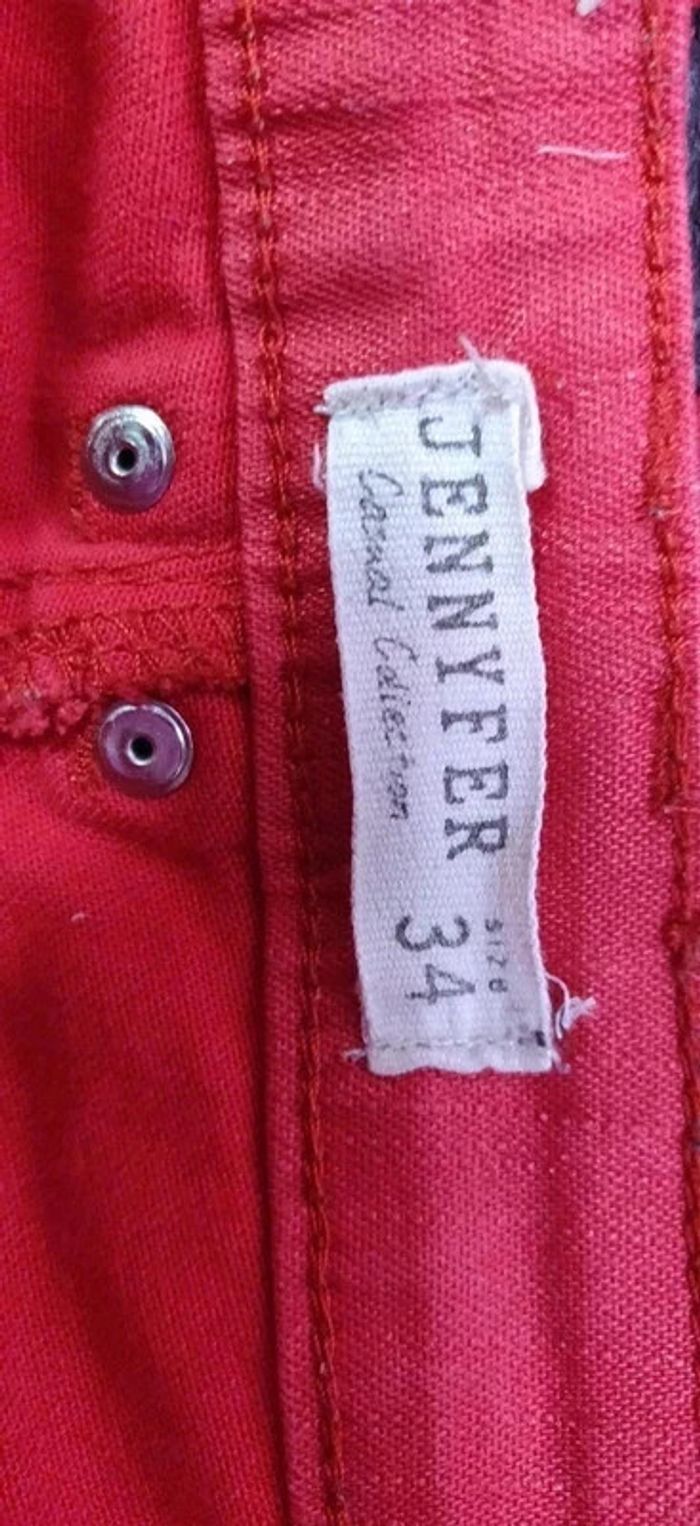 JENNYFER
Casual Collection
SIZE
34